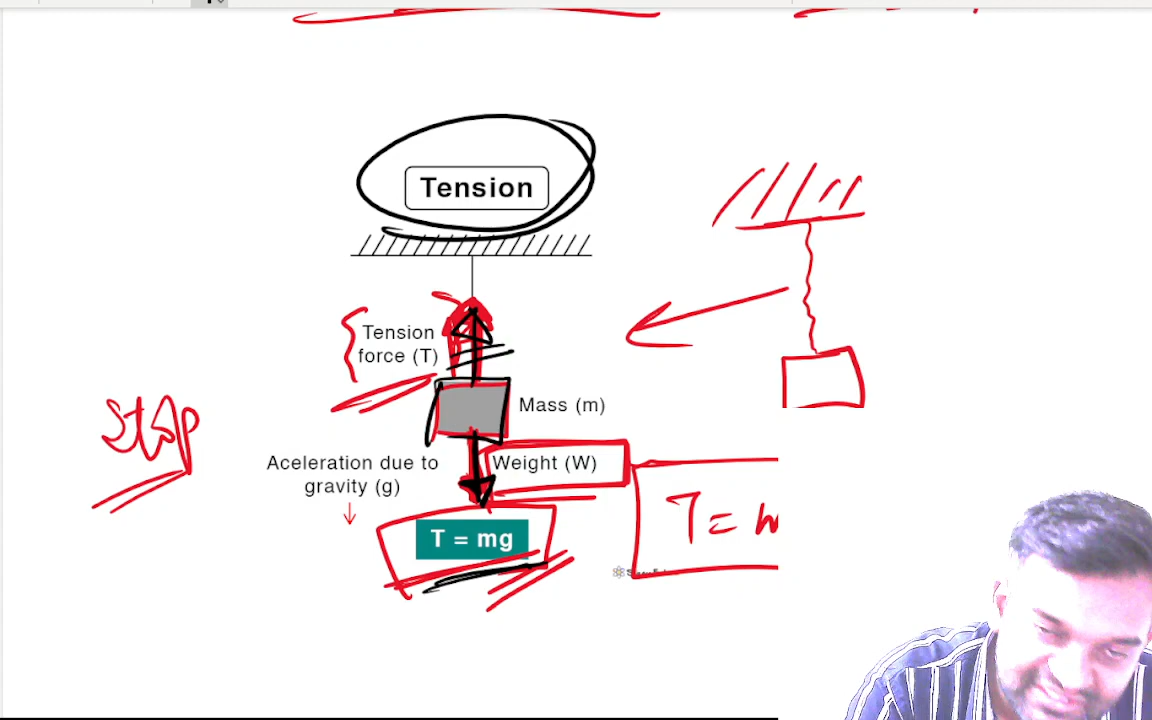 Tension
Tension
force (T)
Mass (m)
Stop
Aceleration due to
gravity (g)
Weight (W)
T = mg
T =